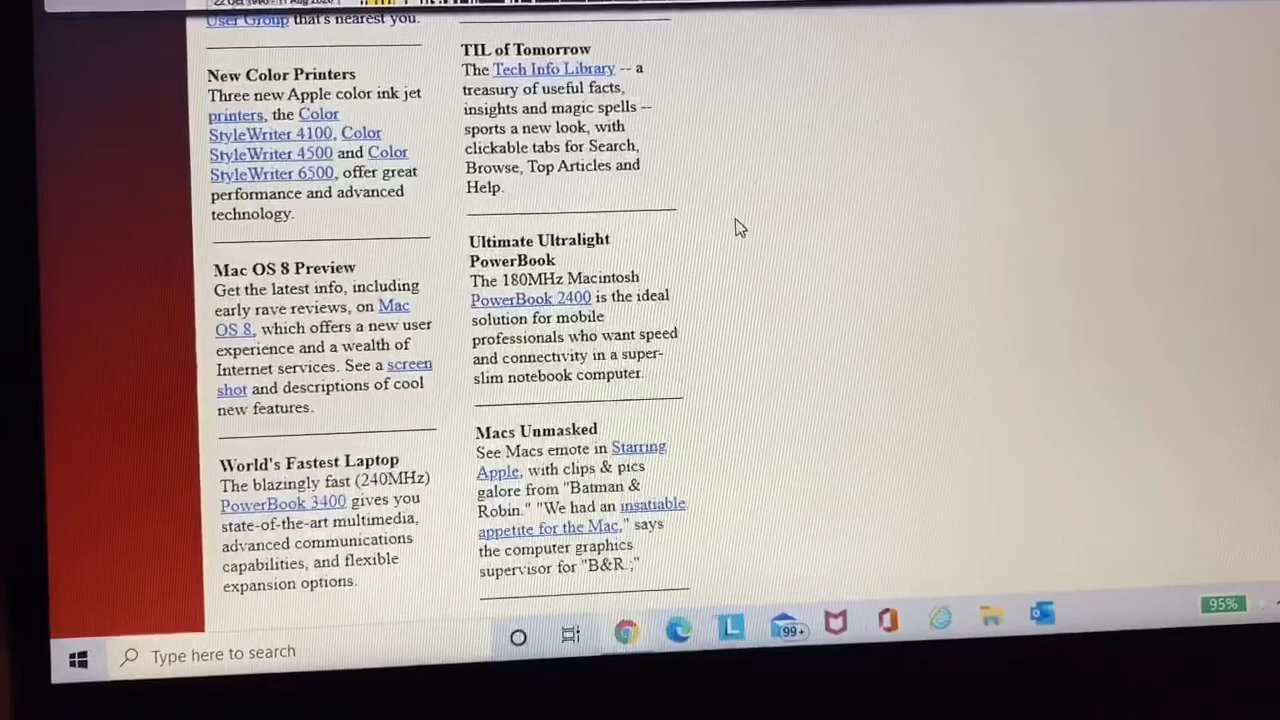 User Group that's nearest you.
New Color Printers
Three new Apple color ink jet
printers, the Color
StyleWriter 4100, Color
StyleWriter 4500 and Color
StyleWriter 6500, offer great
performance and advanced
technology.
Mac OS 8 Preview
Get the latest info, including
early rave reviews, on Mac
OS 8, which offers a new user
experience and a wealth of
Internet services. See a screen
shot and descriptions of cool
new features.
World's Fastest Laptop
The blazingly fast (240MHz)
PowerBook 3400 gives you
state-of-the-art multimedia,
advanced communications
capabilities, and flexible
expansion options.
TIL of Tomorrow
The Tech Info Library -- a
treasury of useful facts,
insights and magic spells --
sports a new look, with
clickable tabs for Search,
Browse, Top Articles and
Help.
Ultimate Ultralight
PowerBook
The 180MHz Macintosh
PowerBook 2400 is the ideal
solution for mobile
professionals who want speed
and connectivity in a super-
slim notebook computer.
Macs Unmasked
See Macs emote in Starring
Apple, with clips & pics
galore from "Batman &
Robin." "We had an insatiable
appetite for the Mac," says
the computer graphics
supervisor for "B&R.;"
Type here to search
L
99+
95%